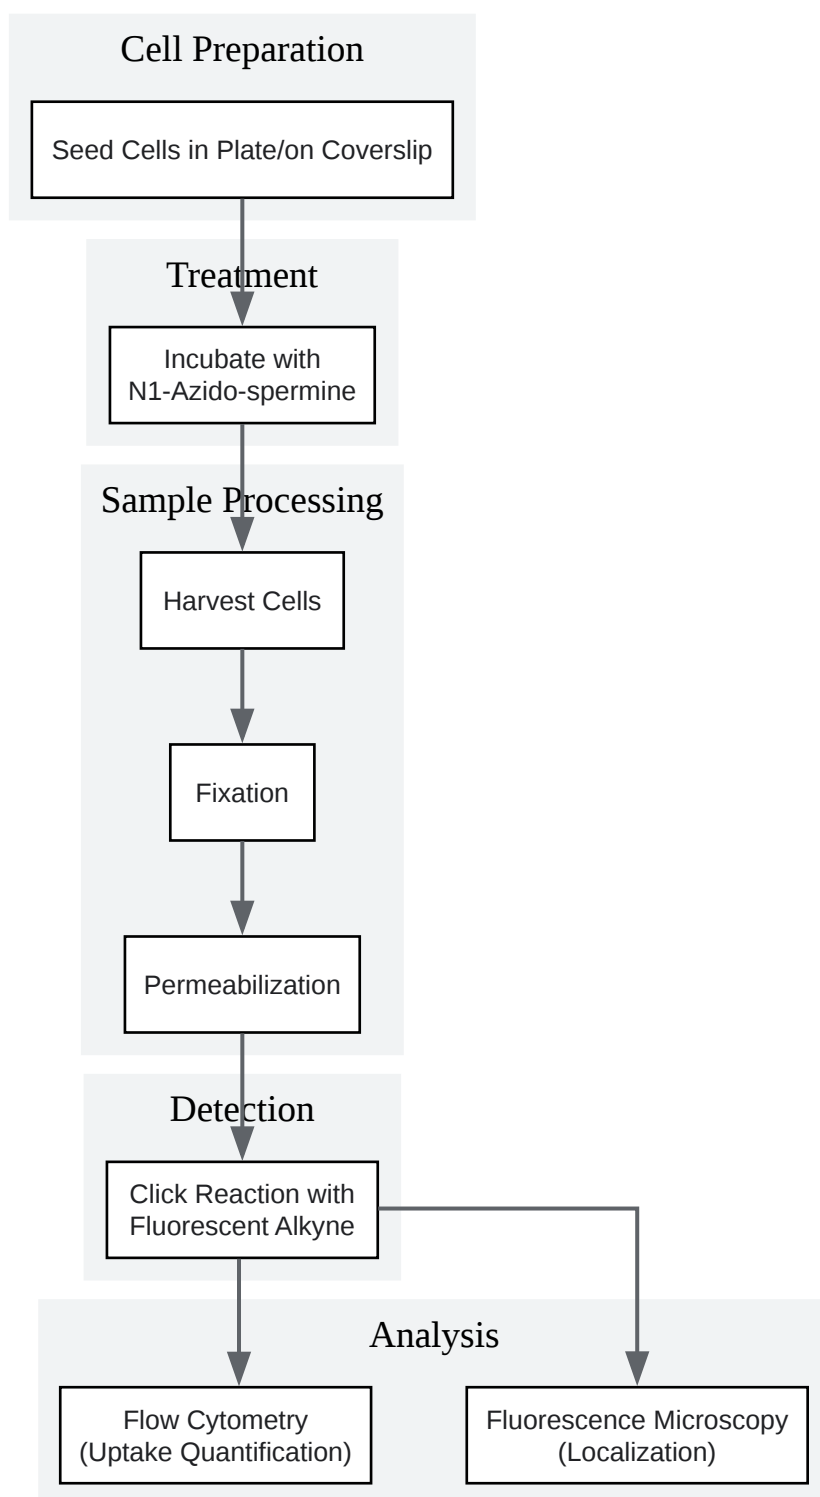 Cell Preparation
Seed Cells in Plate/on Coverslip
Treatment
Incubate with
N1-Azido-spermine
Sample Processing
Harvest Cells
Fixation
Permeabilization
Detection
Click Reaction with
Fluorescent Alkyne
Analysis
Flow Cytometry
(Uptake Quantification)
Fluorescence Microscopy
(Localization)